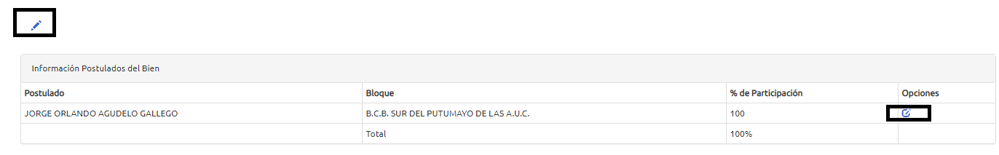 Información Postulados del Bien
Postulado Bloque % de Participación Opciones
JORGE ORLANDO AGUDELO GALLEGO B.C.B. SUR DEL PUTUMAYO DE LAS A.U.C. 100
Total 100%